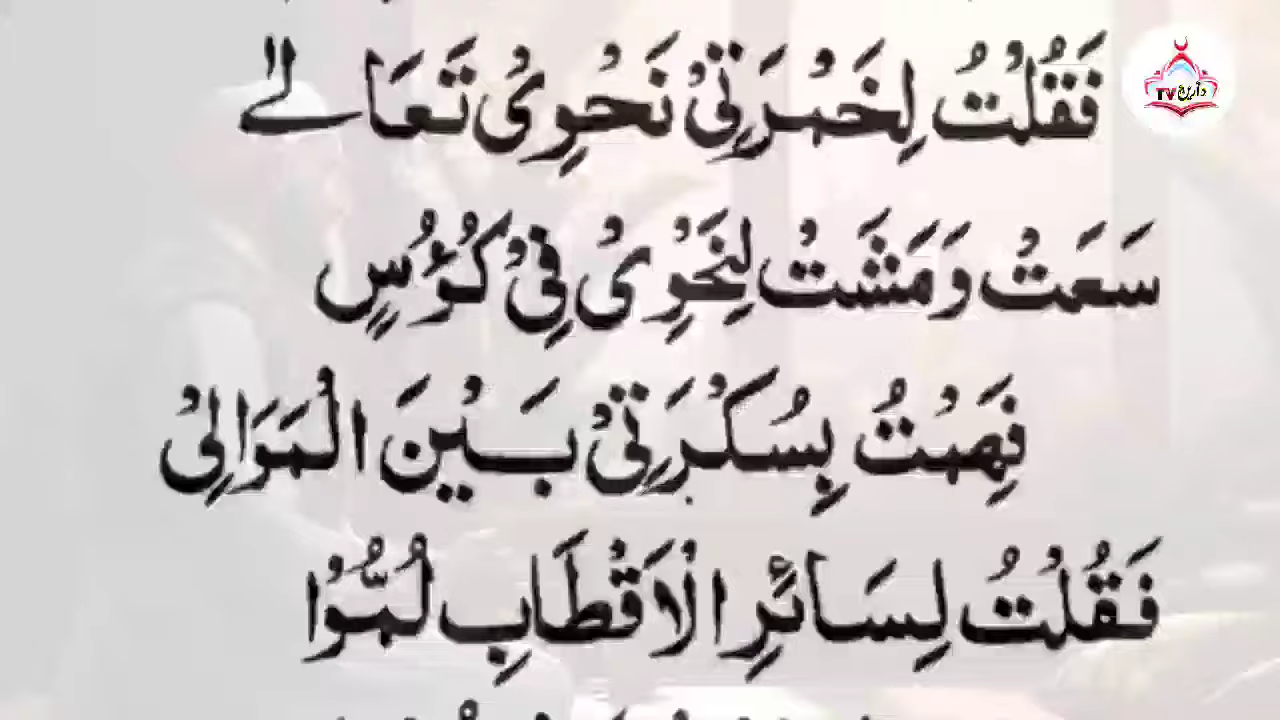 فَقُلْتُ لِخَمْرَتِیْ نَحْوِیْ تَعَالٰے
سَعَتْ وَمَشَتْ لِنَحْوِیْ فِیْ کُؤُسٍ
فَهِمْتُ بِسُکْرَتِیْ بَیْنَ الْمَوَالِیْ
فَقُلْتُ لِسَائِرِ الْاَقْطَابِ لُمُّوْا
TV